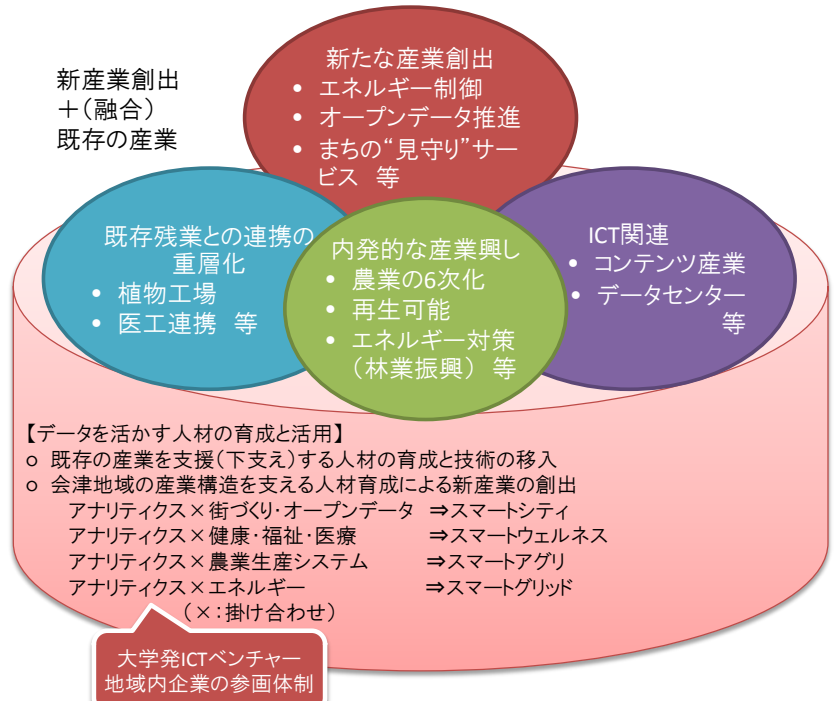 新産業創出
＋(融合)
既存の産業
新たな産業創出
• エネルギー制御
• オープンデータ推進
• まちの“見守り”サー
ビス 等
既存残業との連携の
重層化
• 植物工場
• 医工連携 等
内発的な産業興し
• 農業の6次化
• 再生可能
• エネルギー対策
（林業振興） 等
ICT関連
• コンテンツ産業
• データセンター
等
【データを活かす人材の育成と活用】
o 既存の産業を支援(下支え)する人材の育成と技術の移入
o 会津地域の産業構造を支える人材育成による新産業の創出
アナリティクス×街づくり･オープンデータ ⇒スマートシティ
アナリティクス×健康･福祉･医療 ⇒スマートウェルネス
アナリティクス×農業生産システム ⇒スマートアグリ
アナリティクス×エネルギー ⇒スマートグリッド
（×：掛け合わせ）
大学発ICTベンチャー
地域内企業の参画体制